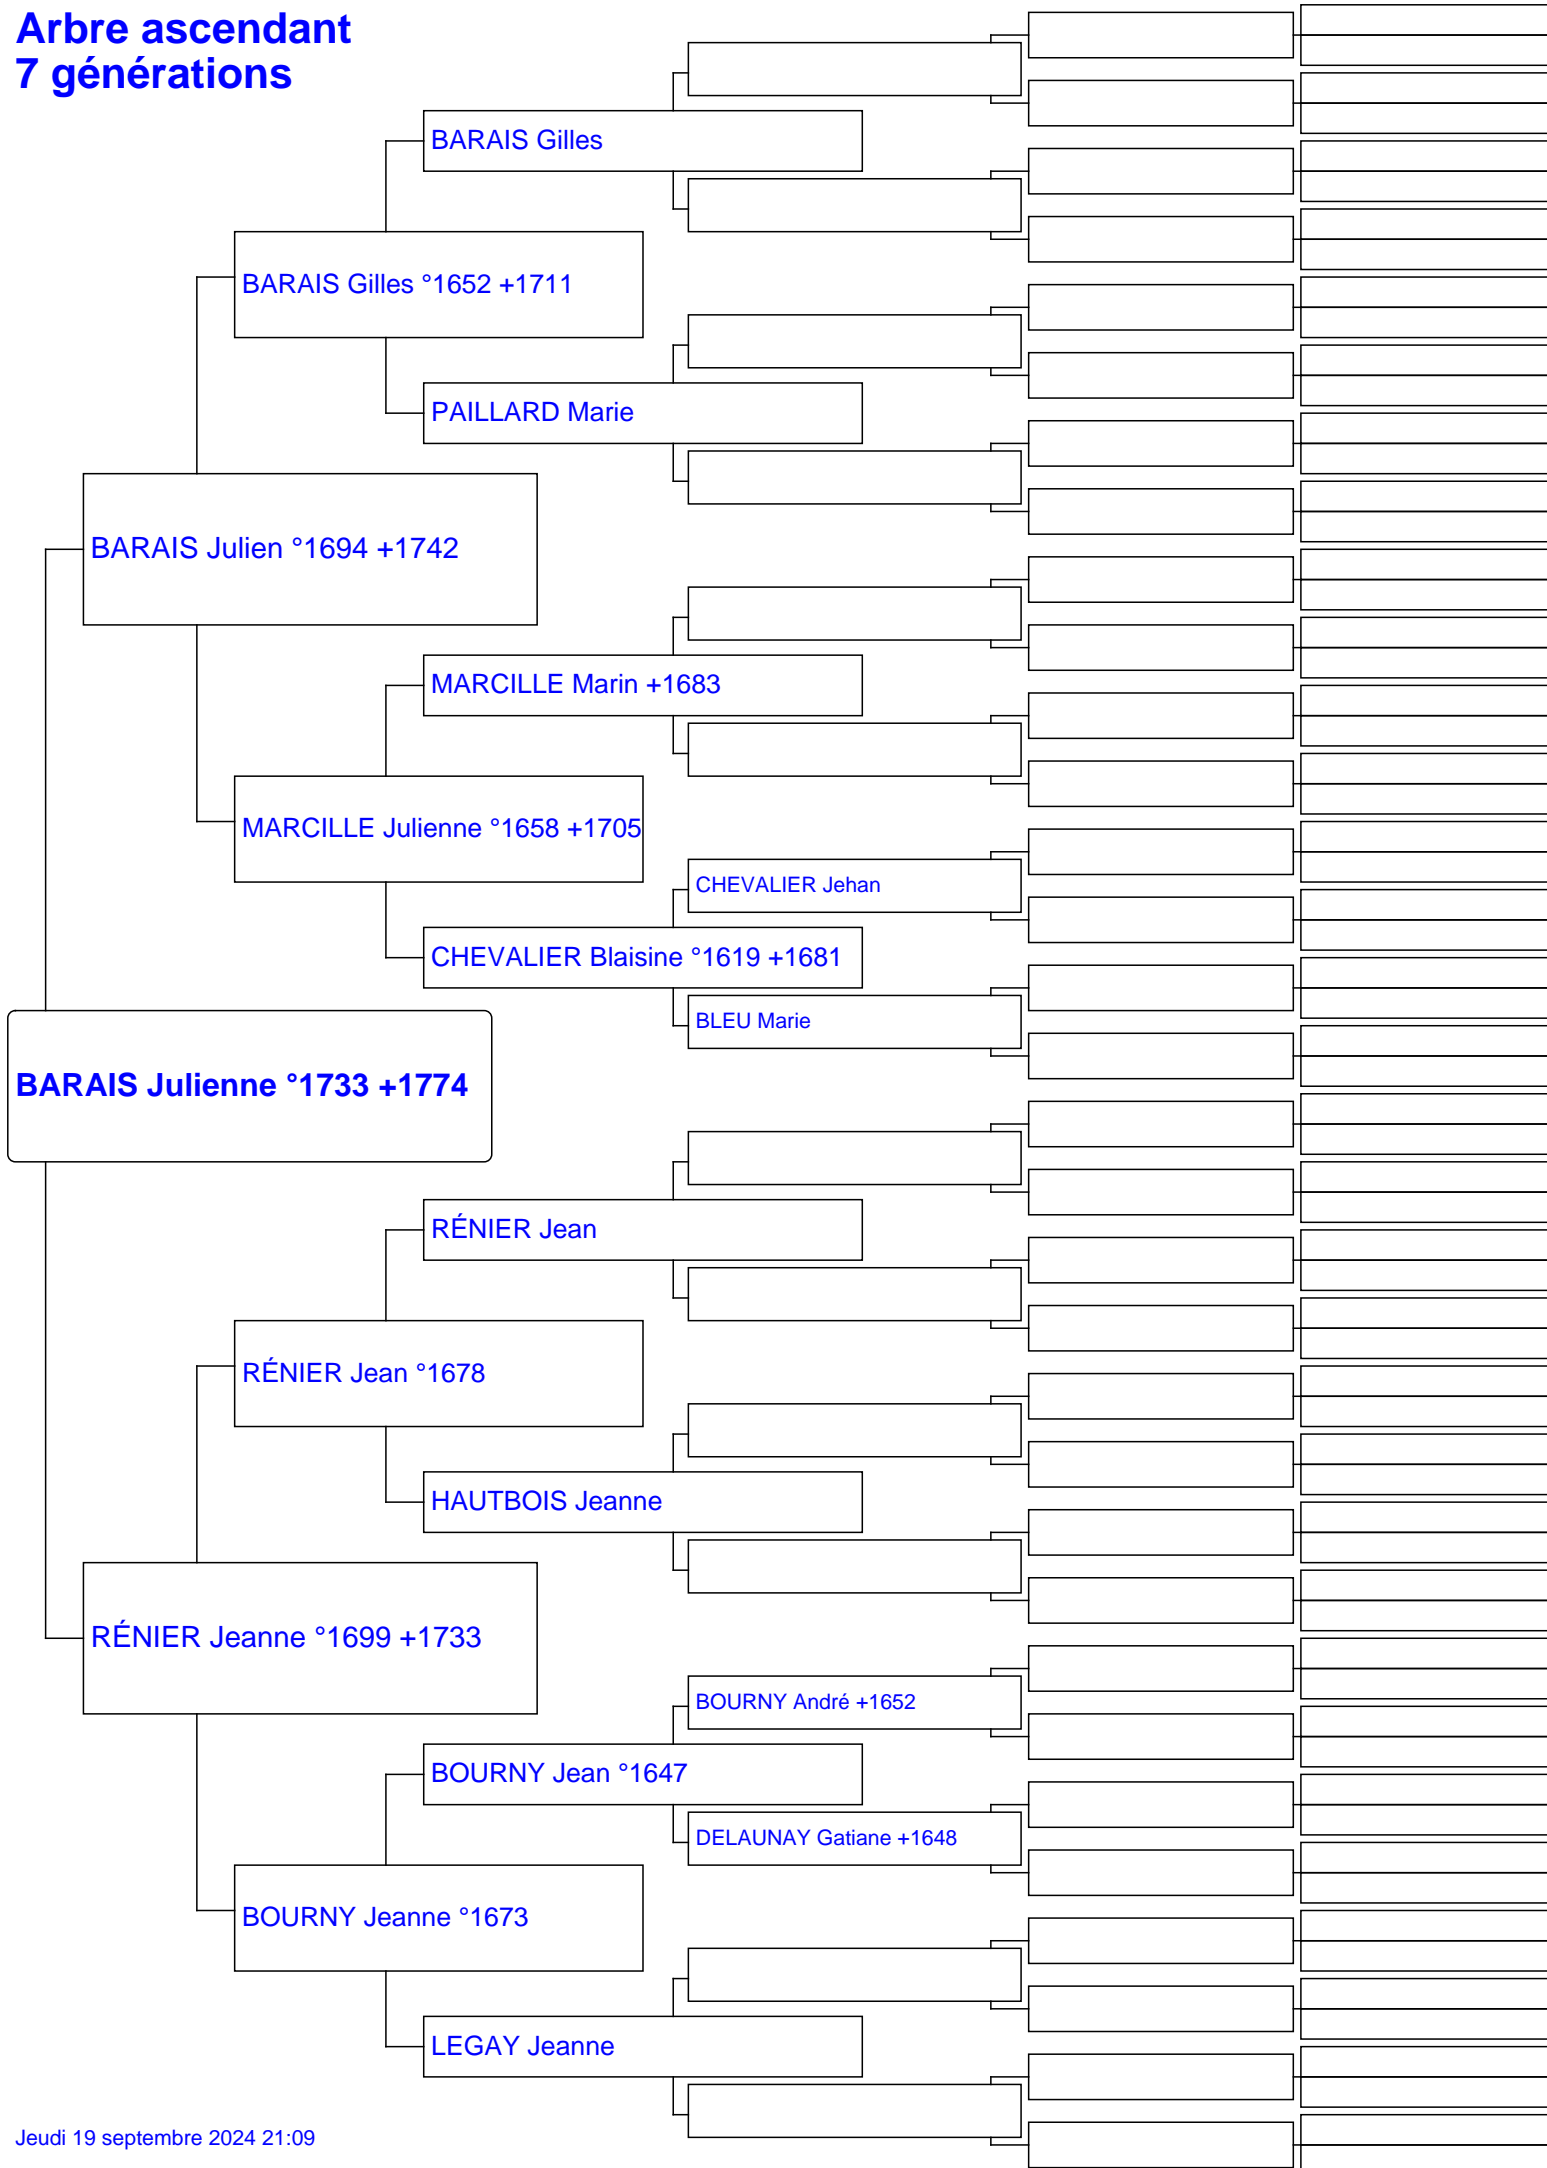 Arbre ascendant
7 générations
BARAIS Gilles
BARAIS Gilles °1652 +1711
PAILLARD Marie
BARAIS Julien °1694 +1742
MARCILLE Marin +1683
MARCILLE Julienne °1658 +1705
CHEVALIER Jehan
CHEVALIER Blaisine °1619 +1681
BLEU Marie
BARAIS Julienne °1733 +1774
RÉNIER Jean
RÉNIER Jean °1678
HAUTBOIS Jeanne
RÉNIER Jeanne °1699 +1733
BOURNY André +1652
BOURNY Jean °1647
DELAUNAY Gatiane +1648
BOURNY Jeanne °1673
LEGAY Jeanne
Jeudi 19 septembre 2024 21:09